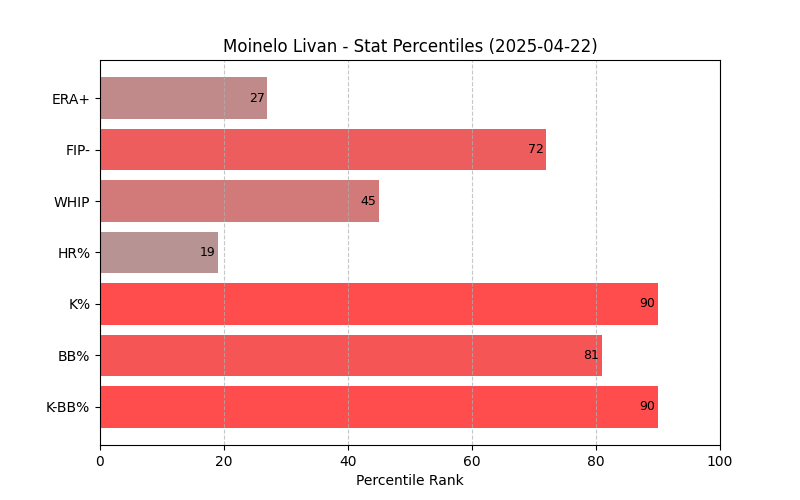 Moinelo Livan - Stat Percentiles (2025-04-22)
ERA+ 27
FIP- 72
WHIP 45
HR% 19
K% 90
BB% 81
K-BB% 90
0 20 40 60 80 100
Percentile Rank